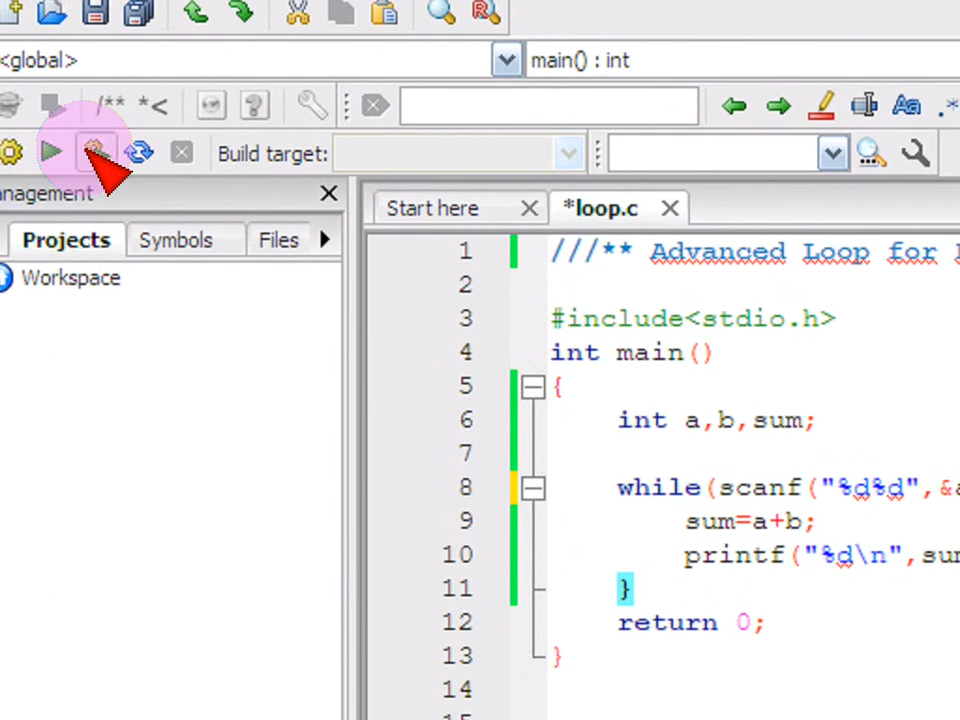 <global>
main() : int
/** *<
.*
Build target:
anagement
Projects Symbols Files
Workspace
Start here *loop.c
1 ///** Advanced Loop for
2
3 #include<stdio.h>
4 int main()
5 {
6 int a,b,sum;
7
8 while(scanf("%d%d",&a
9 sum=a+b;
10 printf("%d\n",sum
11 }
12 return 0;
13 }
14